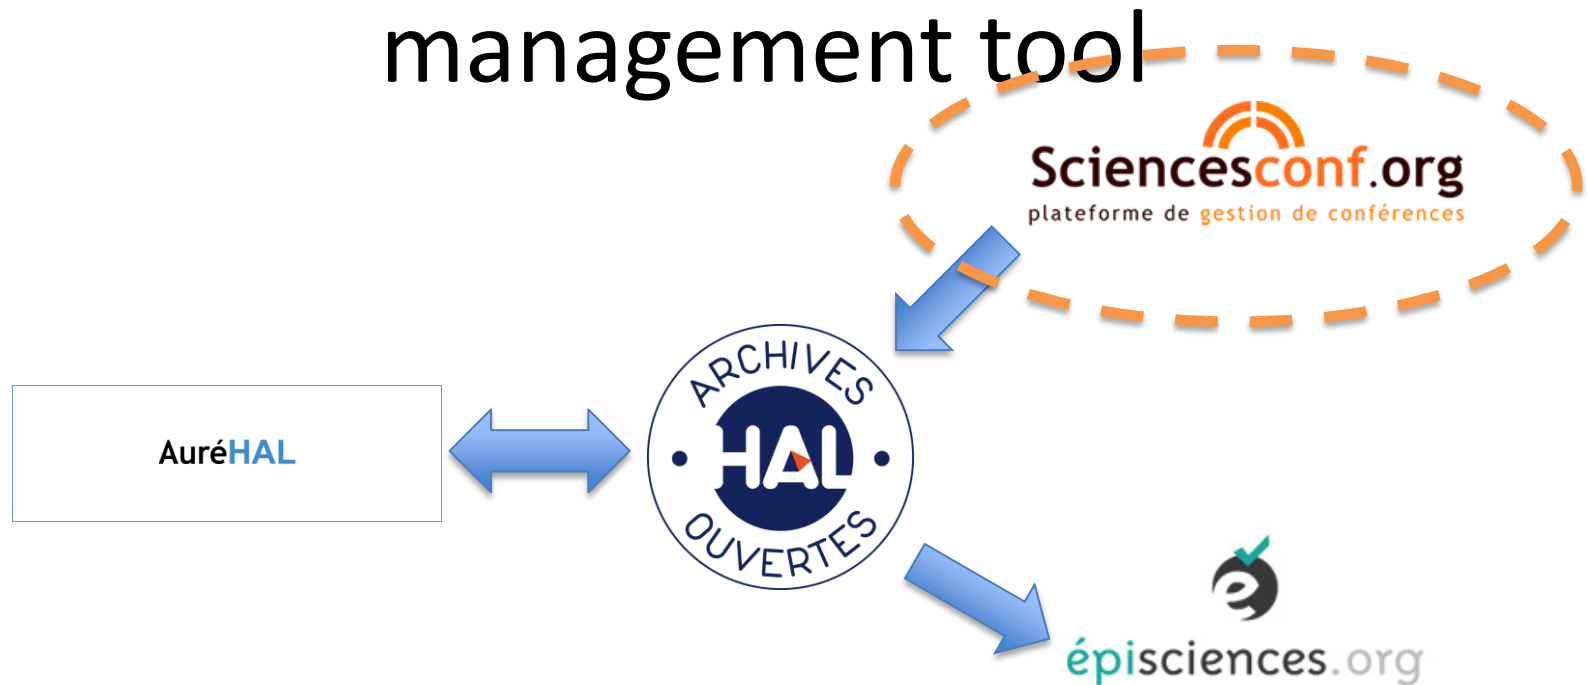 management tool
Sciencesconf.org
plateforme de gestion de conférences
ARCHIVES
HAL
OUVERTES
AuréHAL
épisciences.org